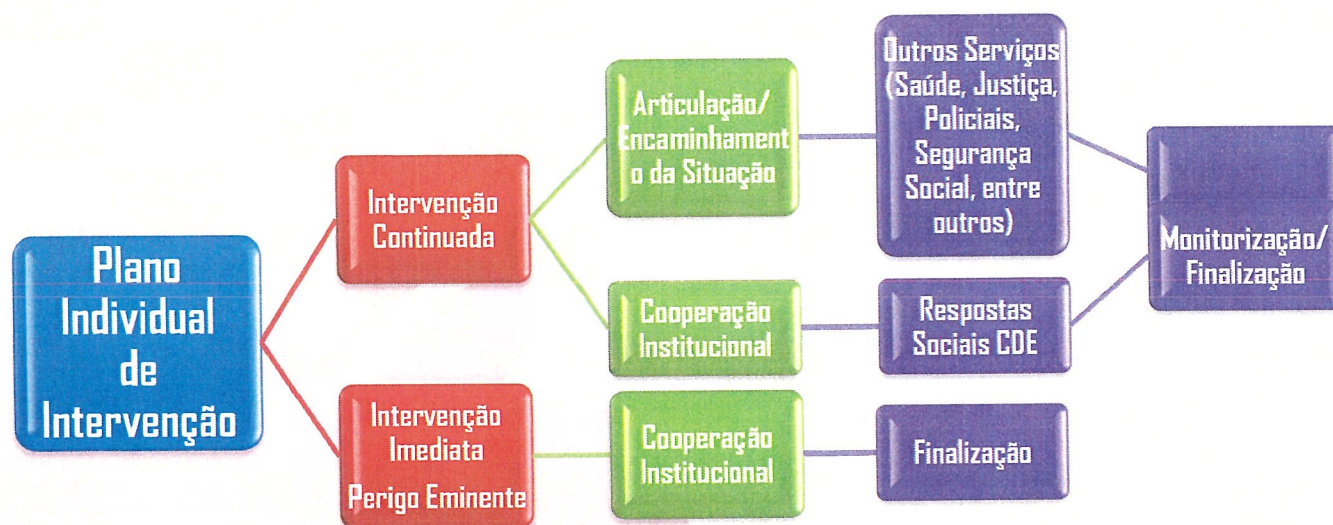 Plano
Individual
de
Intervenção
Intervenção
Continuada
Intervenção
Imediata
Perigo Eminente
Articulação/
Encaminhament
o da Situação
Cooperação
Institucional
Cooperação
Institucional
Outros Serviços
(Saúde, Justiça,
Policiais,
Segurança
Social, entre
outros)
Respostas
Sociais CDE
Finalização
Monitorização/
Finalização